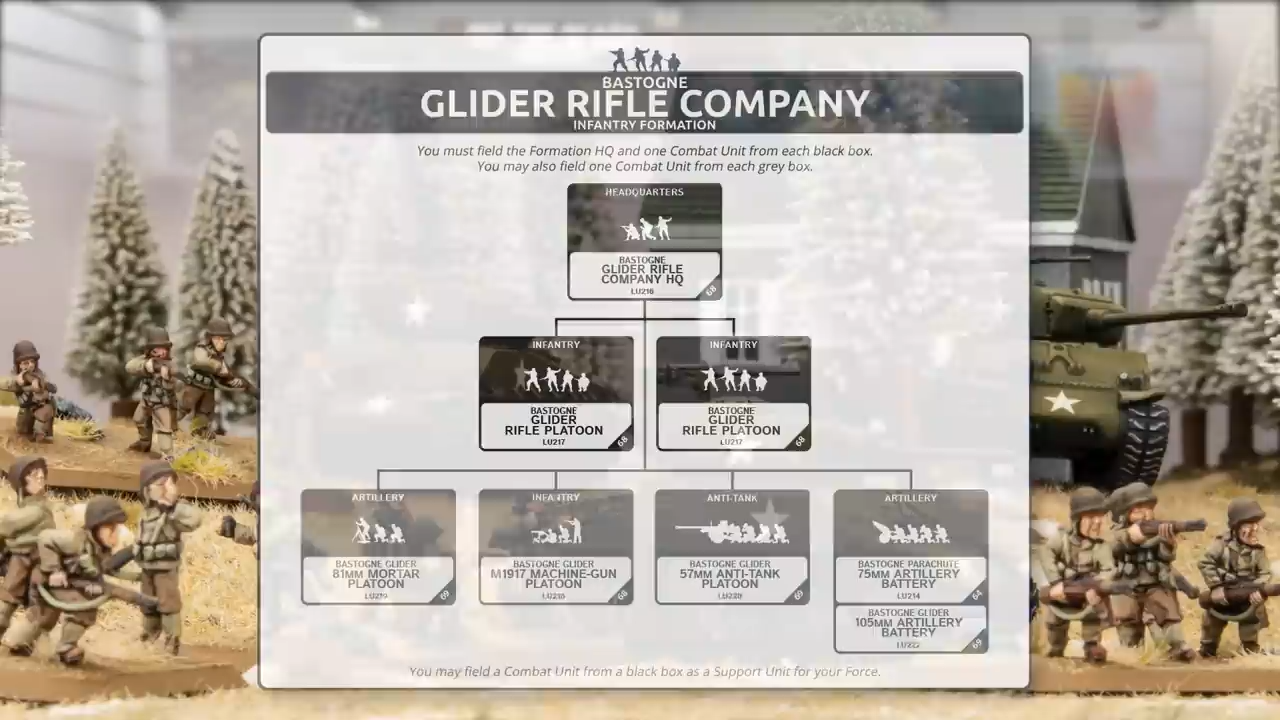 BASTOGNE
GLIDER RIFLE COMPANY
INFANTRY FORMATION
You must field the Formation HQ and one Combat Unit from each black box.
You may also field one Combat Unit from each grey box.
HEADQUARTERS
BASTOGNE
GLIDER RIFLE
COMPANY HQ
LU216
68
INFANTRY
BASTOGNE
GLIDER
RIFLE PLATOON
LU217
68
INFANTRY
BASTOGNE
GLIDER
RIFLE PLATOON
LU217
68
ARTILLERY
BASTOGNE GLIDER
81MM MORTAR
PLATOON
LU219
69
INFANTRY
BASTOGNE GLIDER
M1917 MACHINE-GUN
PLATOON
68
ANTI-TANK
BASTOGNE GLIDER
57MM ANTI-TANK
PLATOON
69
ARTILLERY
BASTOGNE PARACHUTE
75MM ARTILLERY
BATTERY
LU214
64
BASTOGNE GLIDER
105MM ARTILLERY
BATTERY
69
You may field a Combat Unit from a black box as a Support Unit for your Force.